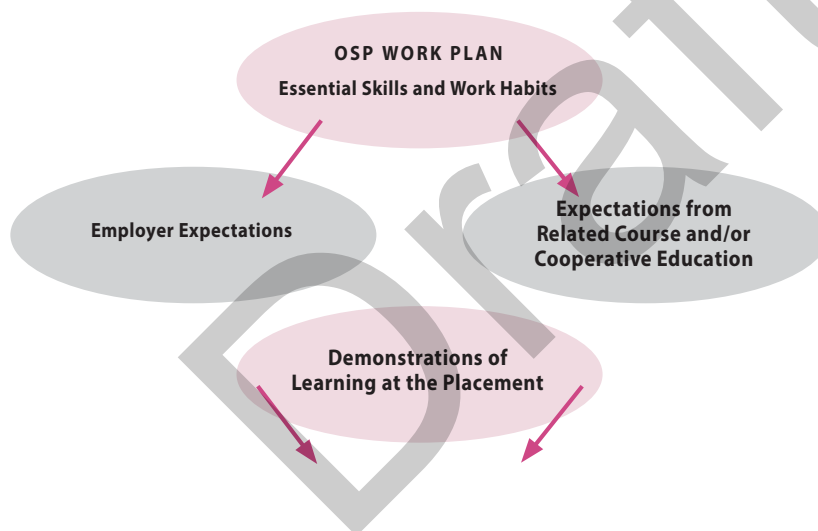 OSP WORK PLAN
Essential Skills and Work Habits
Employer Expectations
Expectations from
Related Course and/or
Cooperative Education
Demonstrations of
Learning at the Placement
Draft